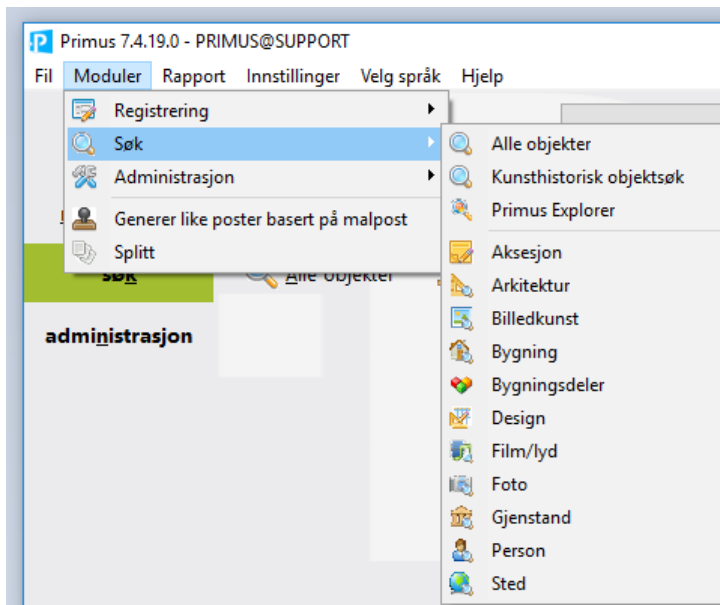 Primus 7.4.19.0 - PRIMUS@SUPPORT
Fil Moduler Rapport Innstillinger Velg språk Hjelp
Registrering
Søk
Administrasjon
Generer like poster basert på malpost
Splitt
Alle objekter
Kunsthistorisk objektsøk
Primus Explorer
Aksesjon
Arkitektur
Billedkunst
Bygning
Bygningsdeler
Design
Film/lyd
Foto
Gjenstand
Person
Sted
søk
Alle objekter
administrasjon